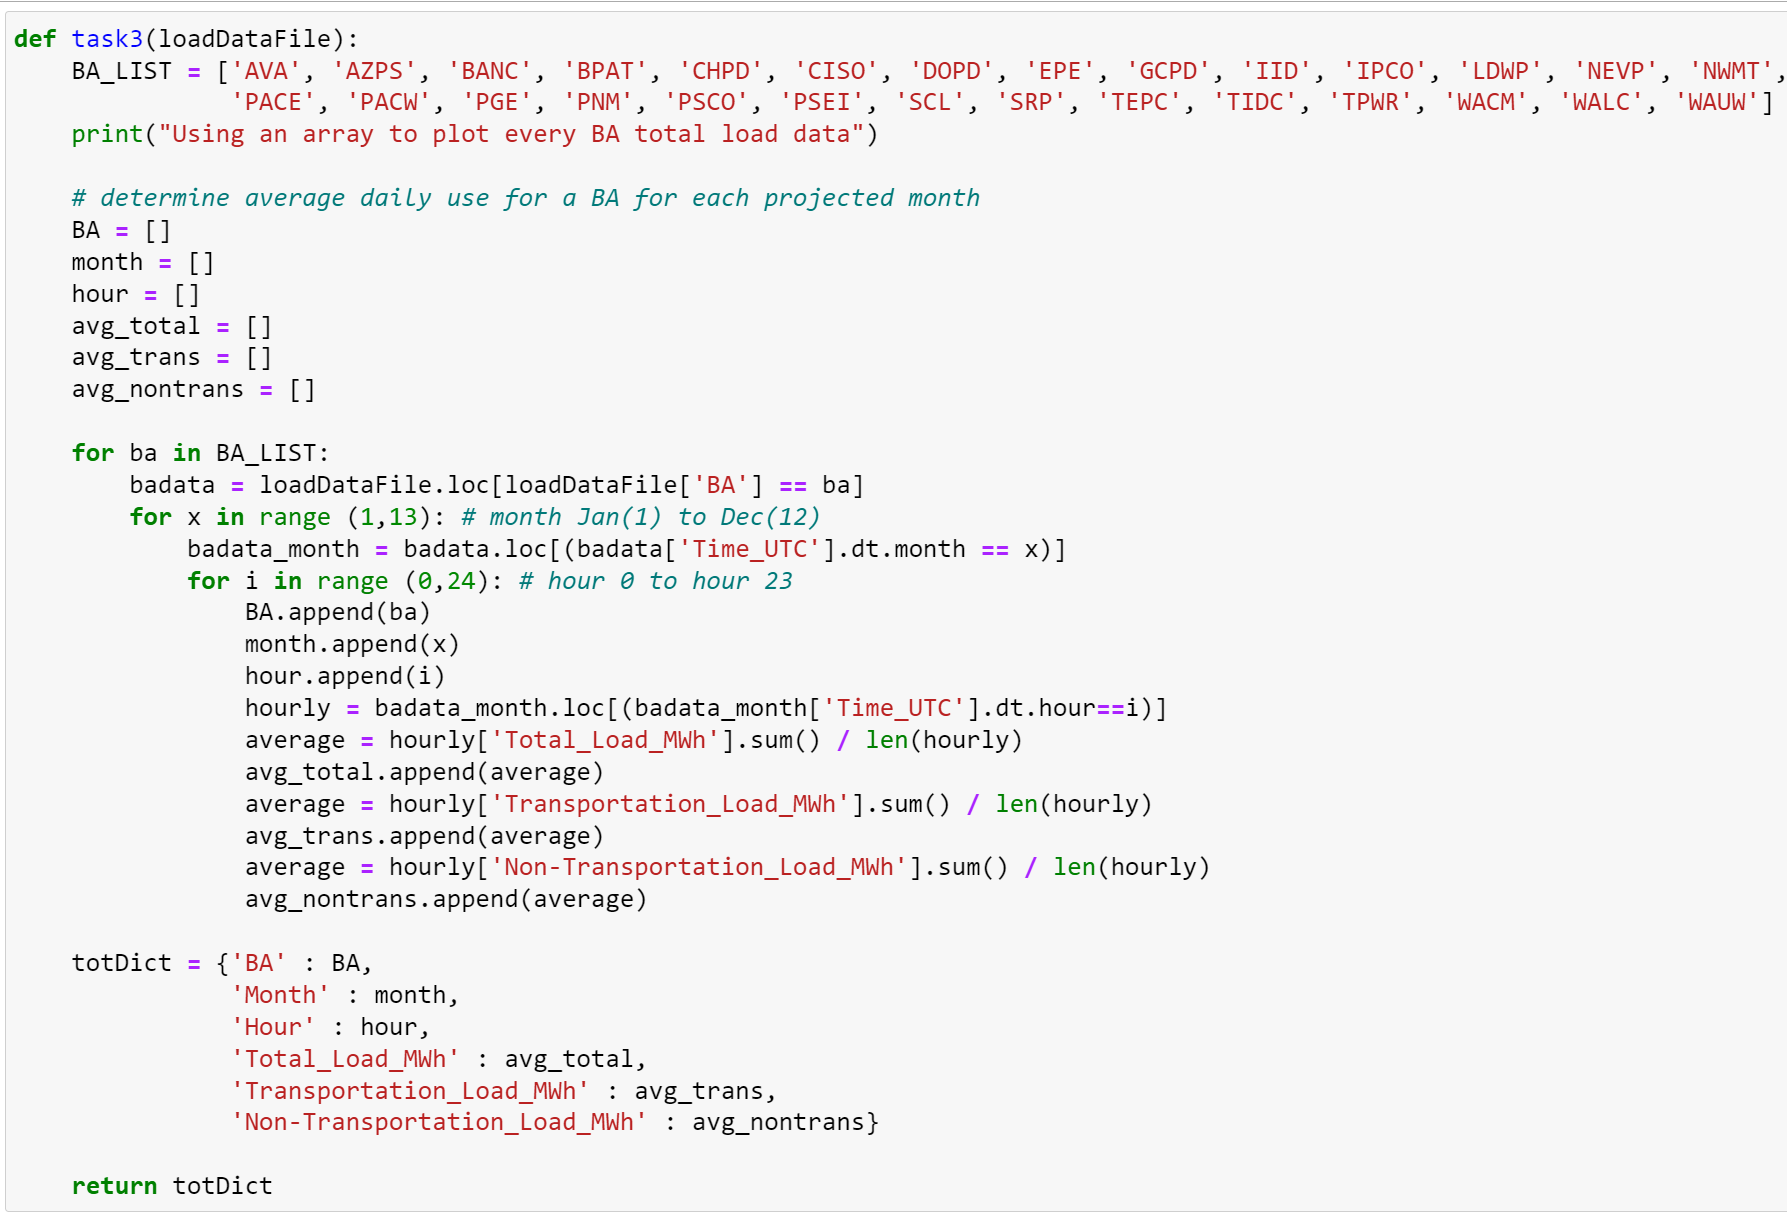 def task3(loadDataFile):
    BA_LIST = ['AVA', 'AZPS', 'BANC', 'BPAT', 'CHPD', 'CISO', 'DOPD', 'EPE', 'GCPD', 'IID', 'IPCO', 'LDWP', 'NEVP', 'NWMT',
               'PACE', 'PACW', 'PGE', 'PNM', 'PSCO', 'PSEI', 'SCL', 'SRP', 'TEPC', 'TIDC', 'TPWR', 'WACM', 'WALC', 'WAUW']
    print("Using an array to plot every BA total load data")
    # determine average daily use for a BA for each projected month
    BA = []
    month = []
    hour = []
    avg_total = []
    avg_trans = []
    avg_nontrans = []
    for ba in BA_LIST:
        badata = loadDataFile.loc[loadDataFile['BA'] == ba]
        for x in range (1,13): # month Jan(1) to Dec(12)
            badata_month = badata.loc[(badata['Time_UTC'].dt.month == x)]
            for i in range (0,24): # hour 0 to hour 23
                BA.append(ba)
                month.append(x)
                hour.append(i)
                hourly = badata_month.loc[(badata_month['Time_UTC'].dt.hour==i)]
                average = hourly['Total_Load_MWh'].sum() / len(hourly)
                avg_total.append(average)
                average = hourly['Transportation_Load_MWh'].sum() / len(hourly)
                avg_trans.append(average)
                average = hourly['Non-Transportation_Load_MWh'].sum() / len(hourly)
                avg_nontrans.append(average)
    totDict = {'BA' : BA,
               'Month' : month,
               'Hour' : hour,
               'Total_Load_MWh' : avg_total,
               'Transportation_Load_MWh' : avg_trans,
               'Non-Transportation_Load_MWh' : avg_nontrans}
    return totDict